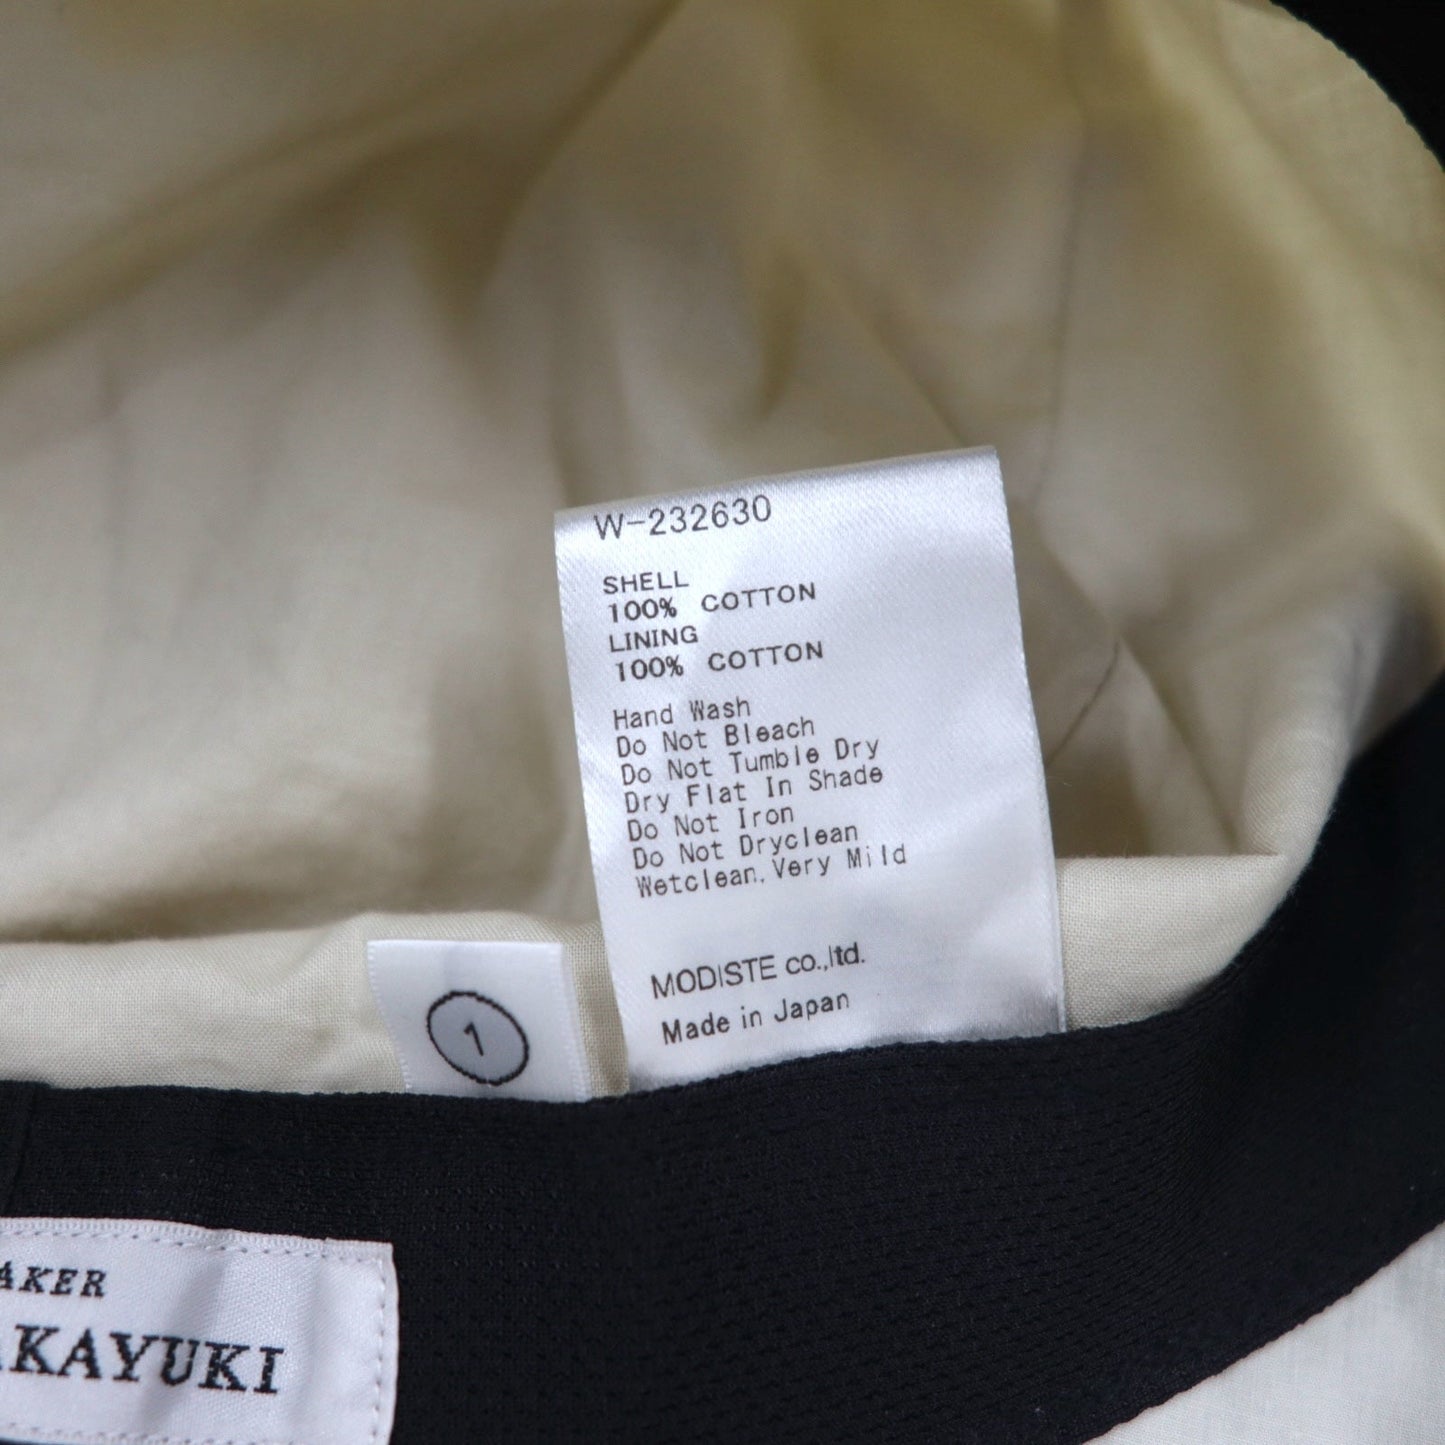 W-232630
SHELL
100% COTTON
LINING
100% COTTON
Hand Wash
Do Not Bleach
Do Not Tumble Dry
Dry Flat In Shade
Do Not Iron
Do Not Dryclean
Wetclean.Very Mild
MODISTE co.,ltd.
Made in Japan
1
AKER
AKAYUKI